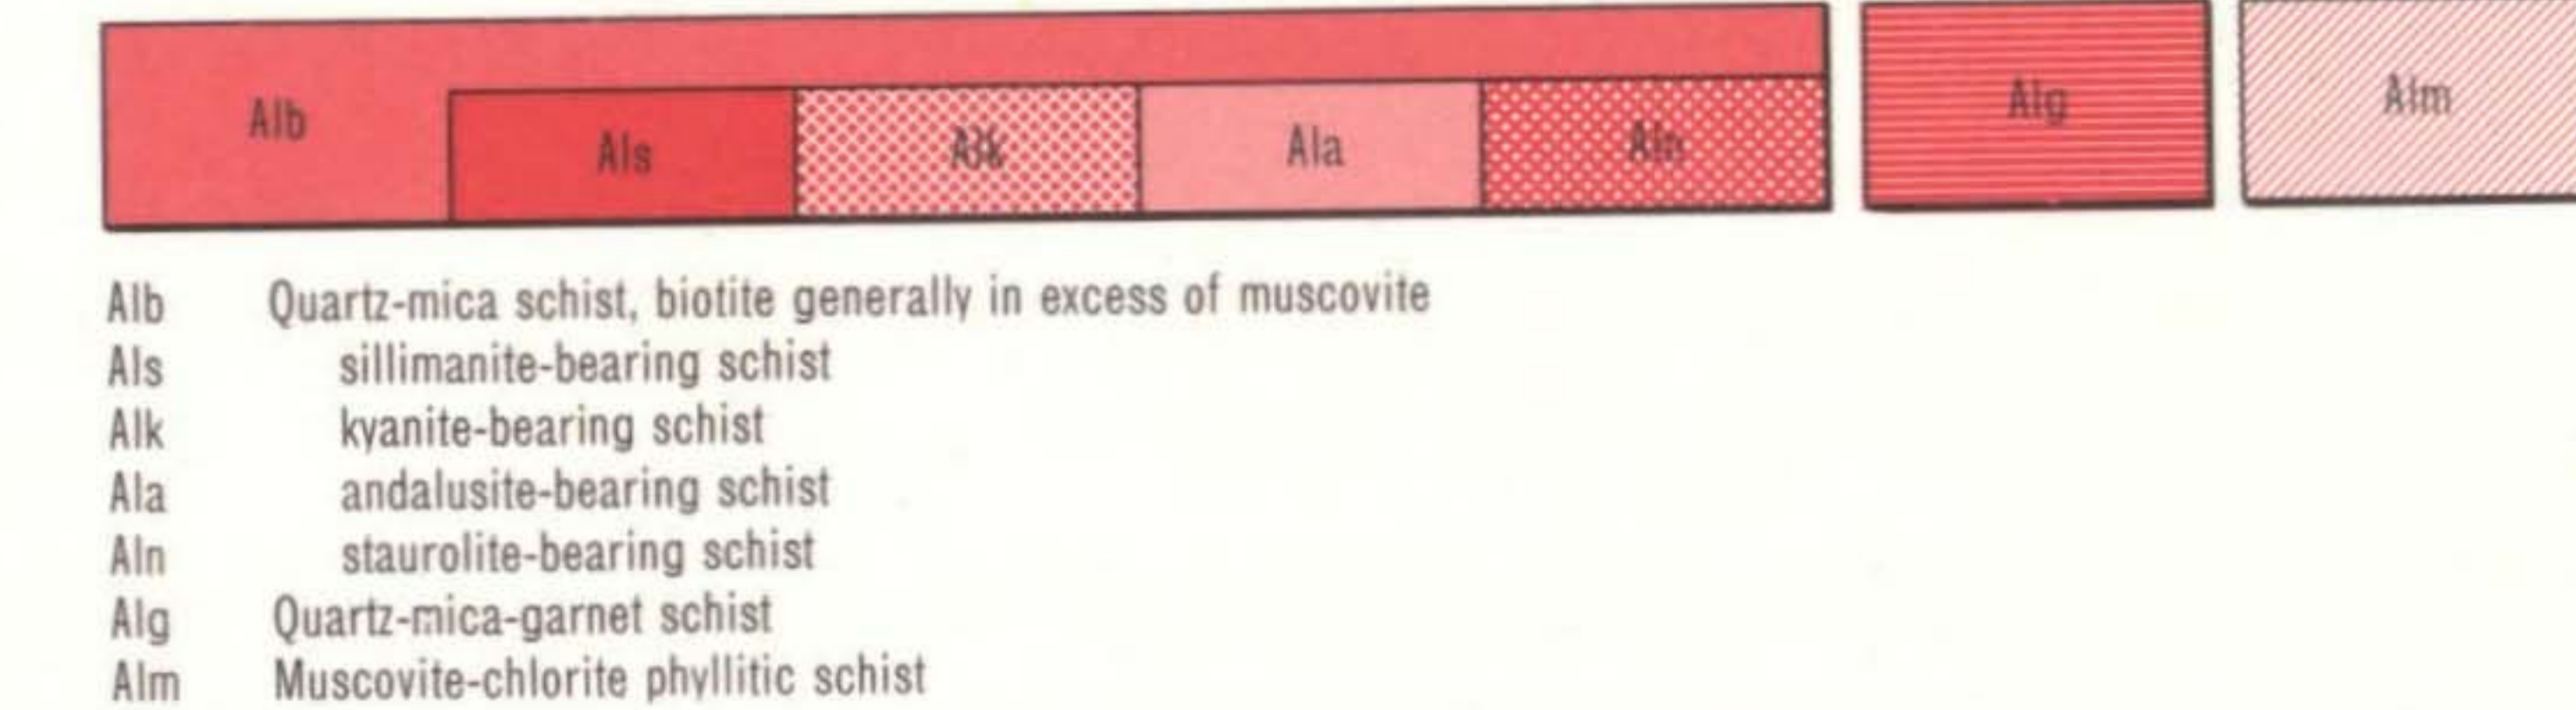 Alb Als Alk Ala Aln Alg Alm
Alb Quartz-mica schist, biotite generally in excess of muscovite
Als sillimanite-bearing schist
Alk kyanite-bearing schist
Ala andalusite-bearing schist
Aln staurolite-bearing schist
Alg Quartz-mica-garnet schist
Alm Muscovite-chlorite phyllitic schist